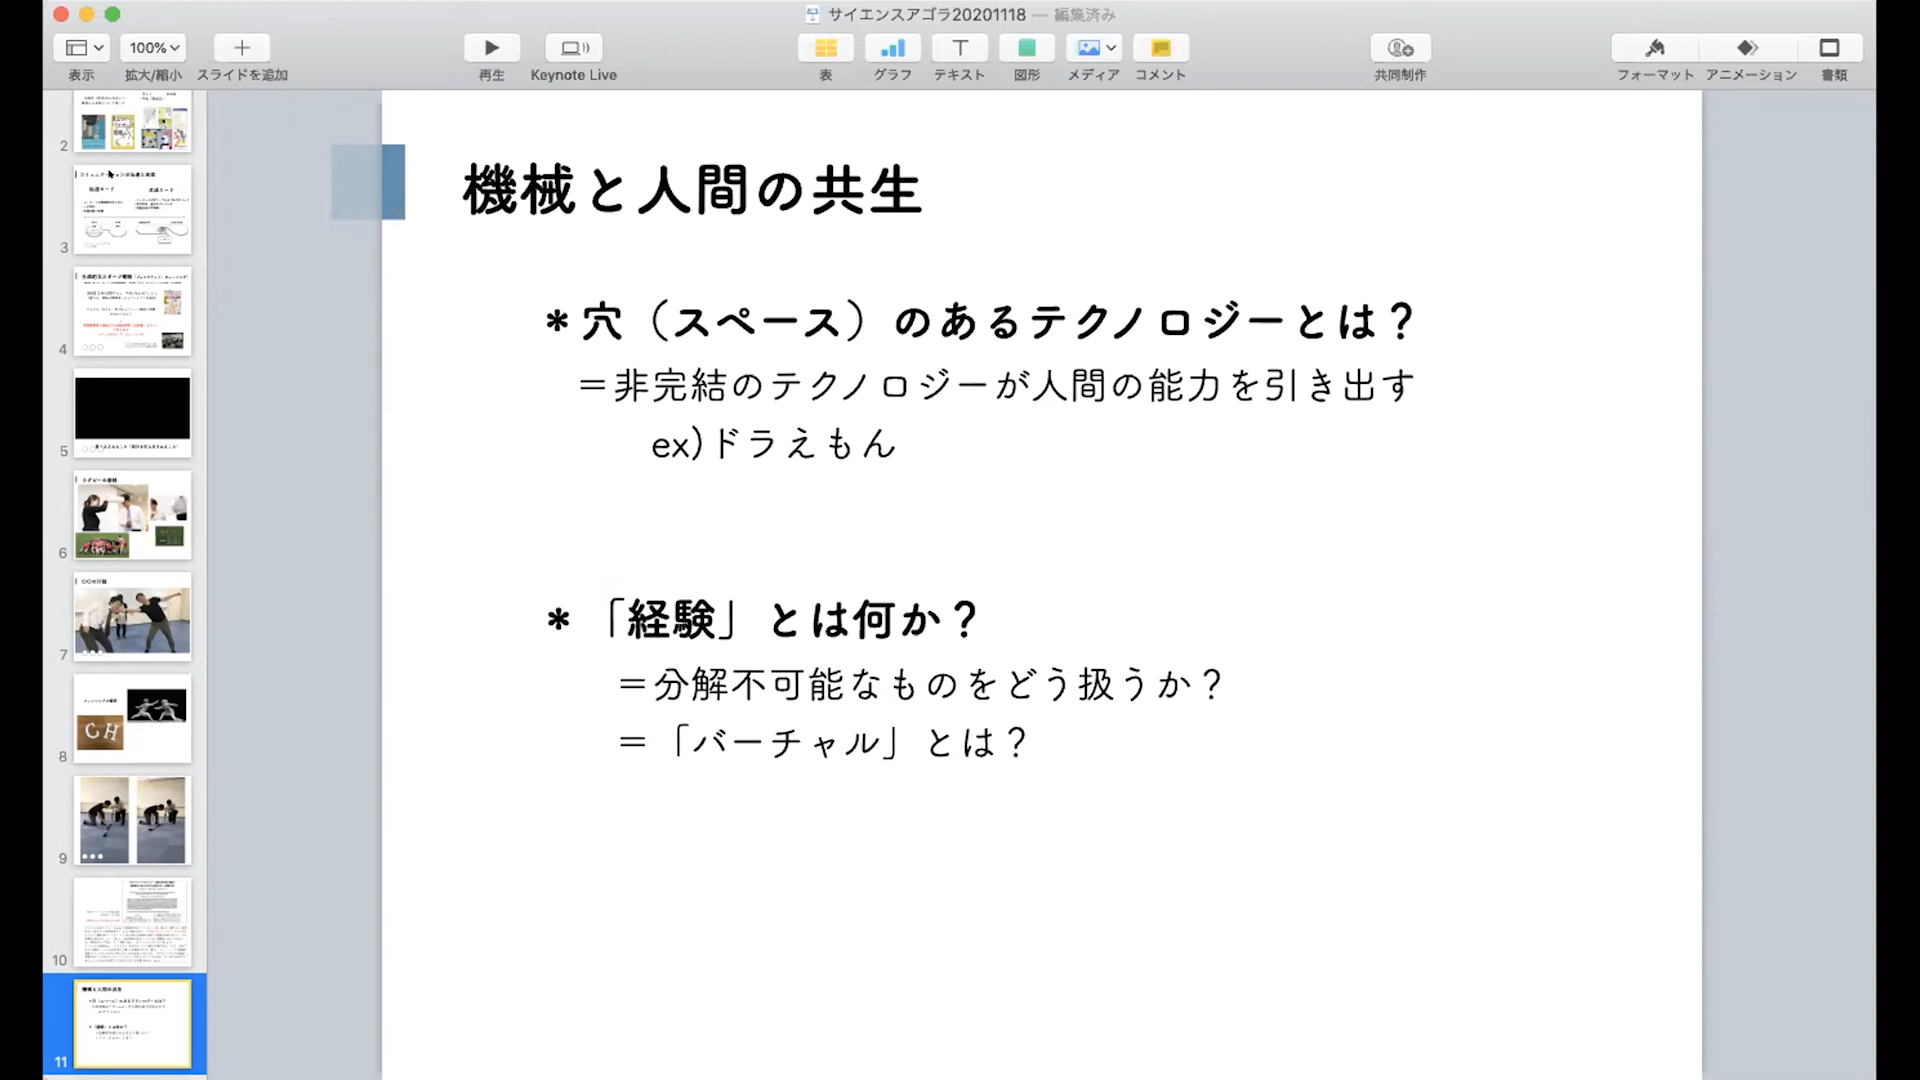 サイエンスアゴラ20201118 — 編集済み
100%
表示
拡大/縮小
スライドを追加
再生
Keynote Live
表
グラフ
テキスト
図形
メディア
コメント
共同制作
フォーマット
アニメーション
書類
2
3
4
5
6
7
8
CH
9
10
11
機械と人間の共生
*穴（スペース）のあるテクノロジーとは？
＝非完結のテクノロジーが人間の能力を引き出す
ex)ドラえもん
*「経験」とは何か？
＝分解不可能なものをどう扱うか？
＝「バーチャル」とは？